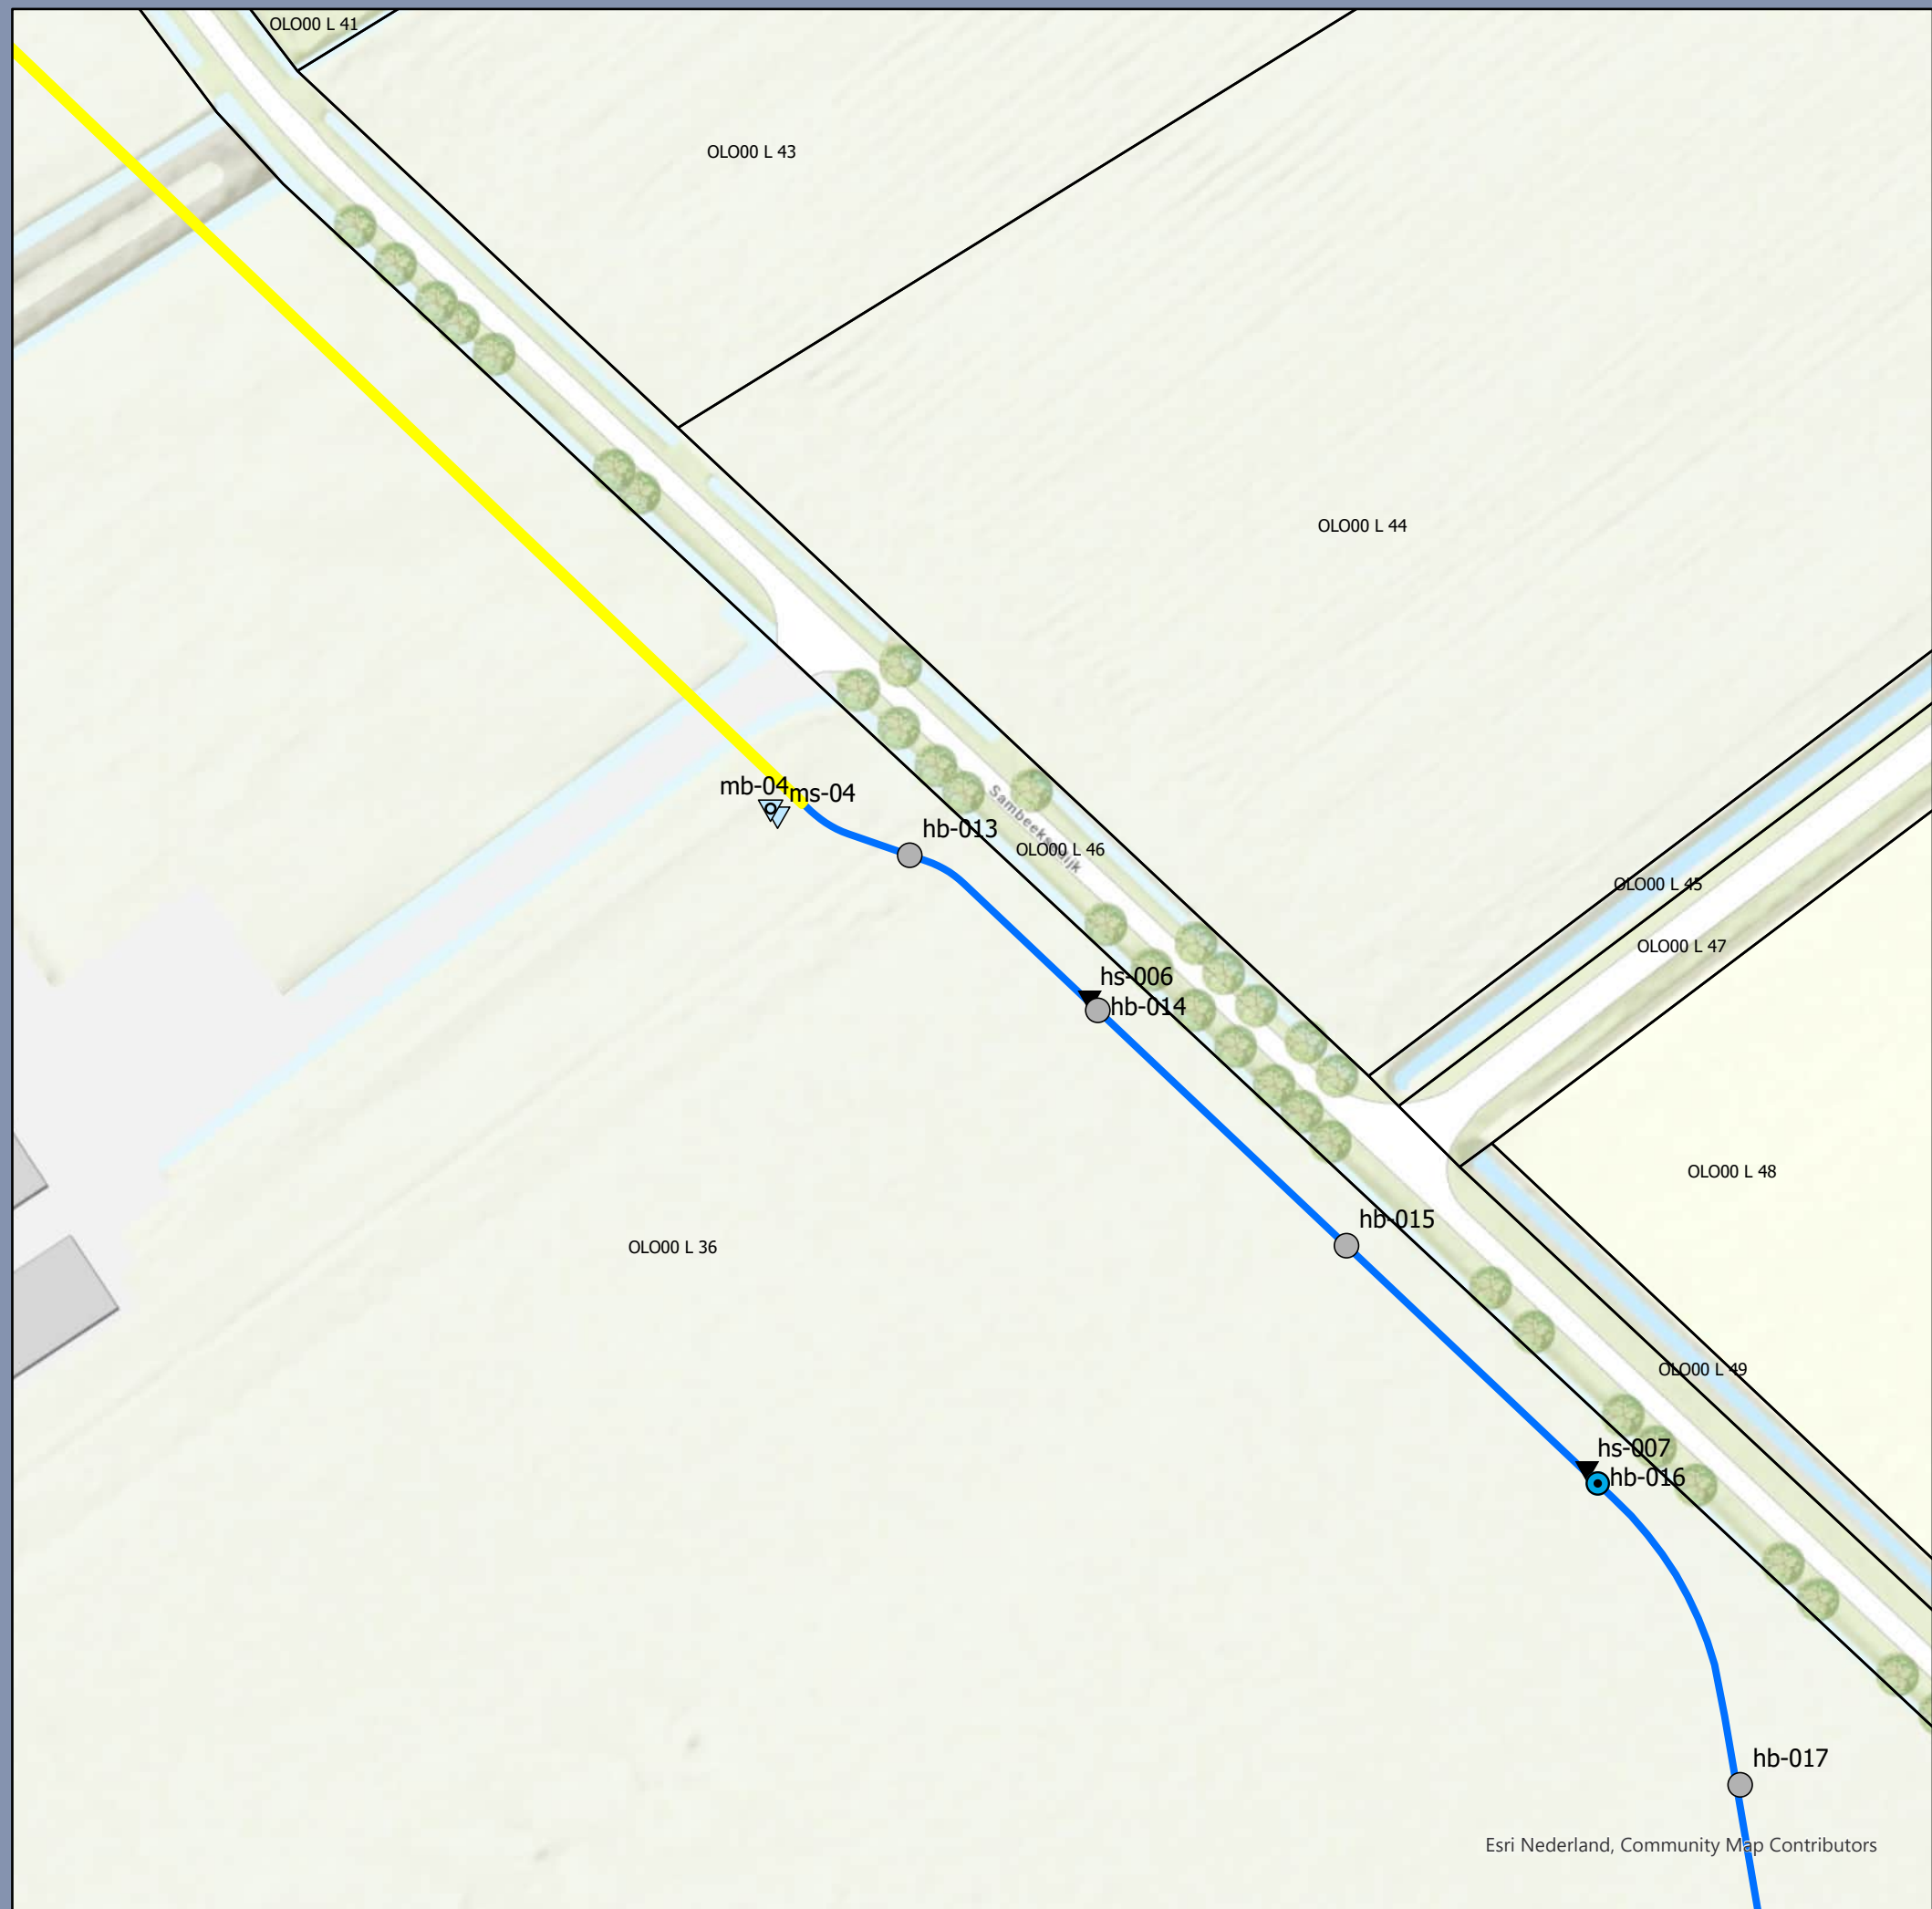 OLO00 L 41
OLO00 L 43
OLO00 L 44
mb-04
ms-04
hb-013
Sambeeksedijk
OLO00 L 46
OLO00 L 45
OLO00 L 47
hs-006
hb-014
OLO00 L 48
hb-015
OLO00 L 36
OLO00 L 49
hs-007
hb-016
hb-017
Esri Nederland, Community Map Contributors